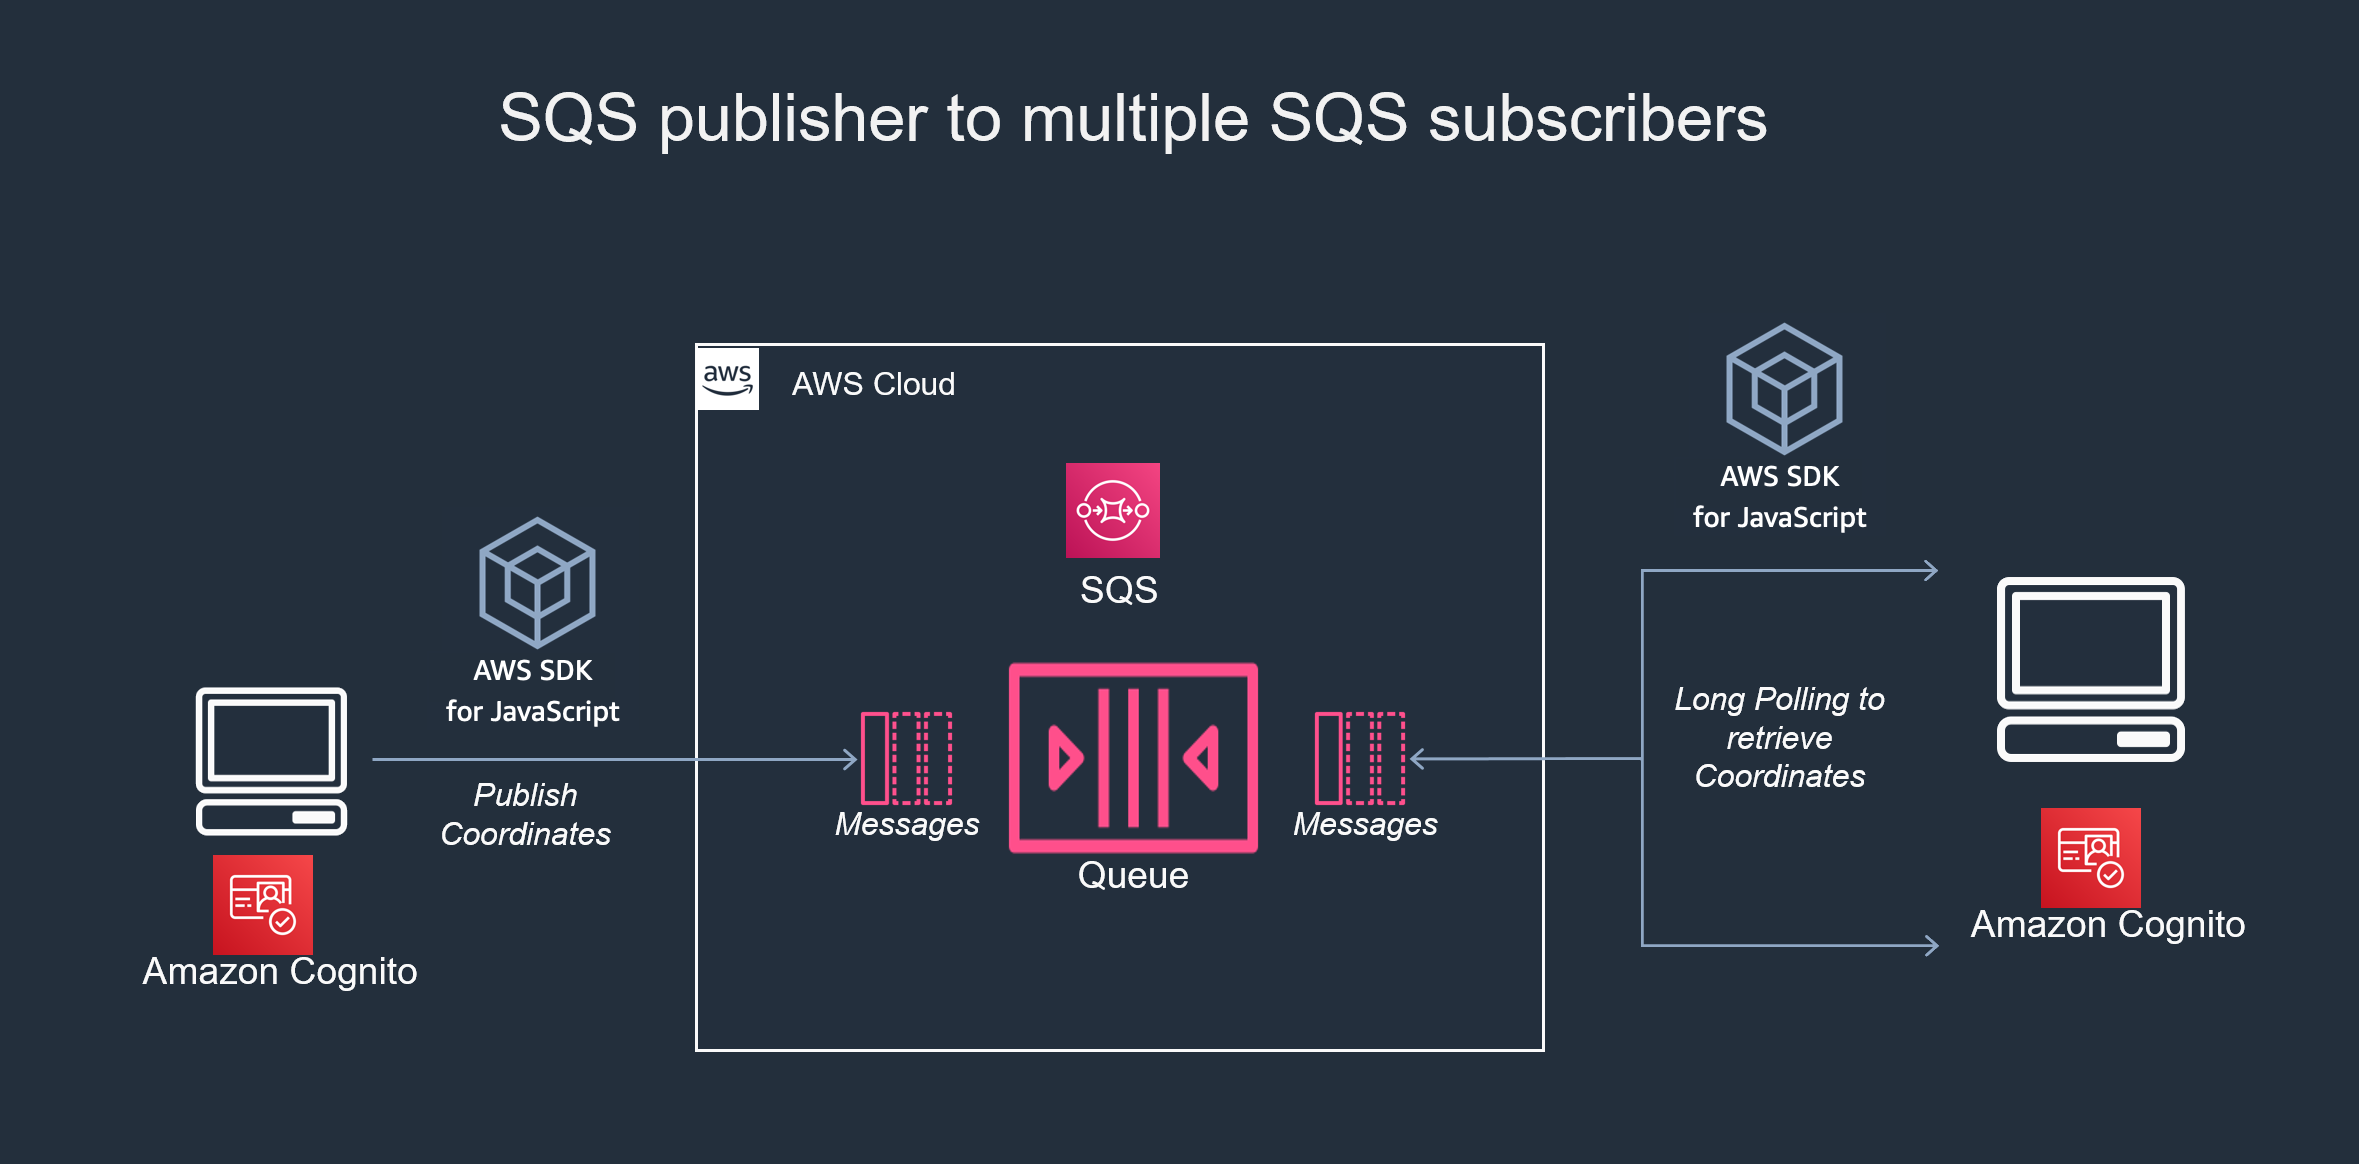 SQS publisher to multiple SQS subscribers
aws
AWS Cloud
AWS SDK
for JavaScript
SQS
AWS SDK
for JavaScript
Publish
Coordinates
Messages
Queue
Messages
Long Polling to
retrieve
Coordinates
Amazon Cognito
Amazon Cognito